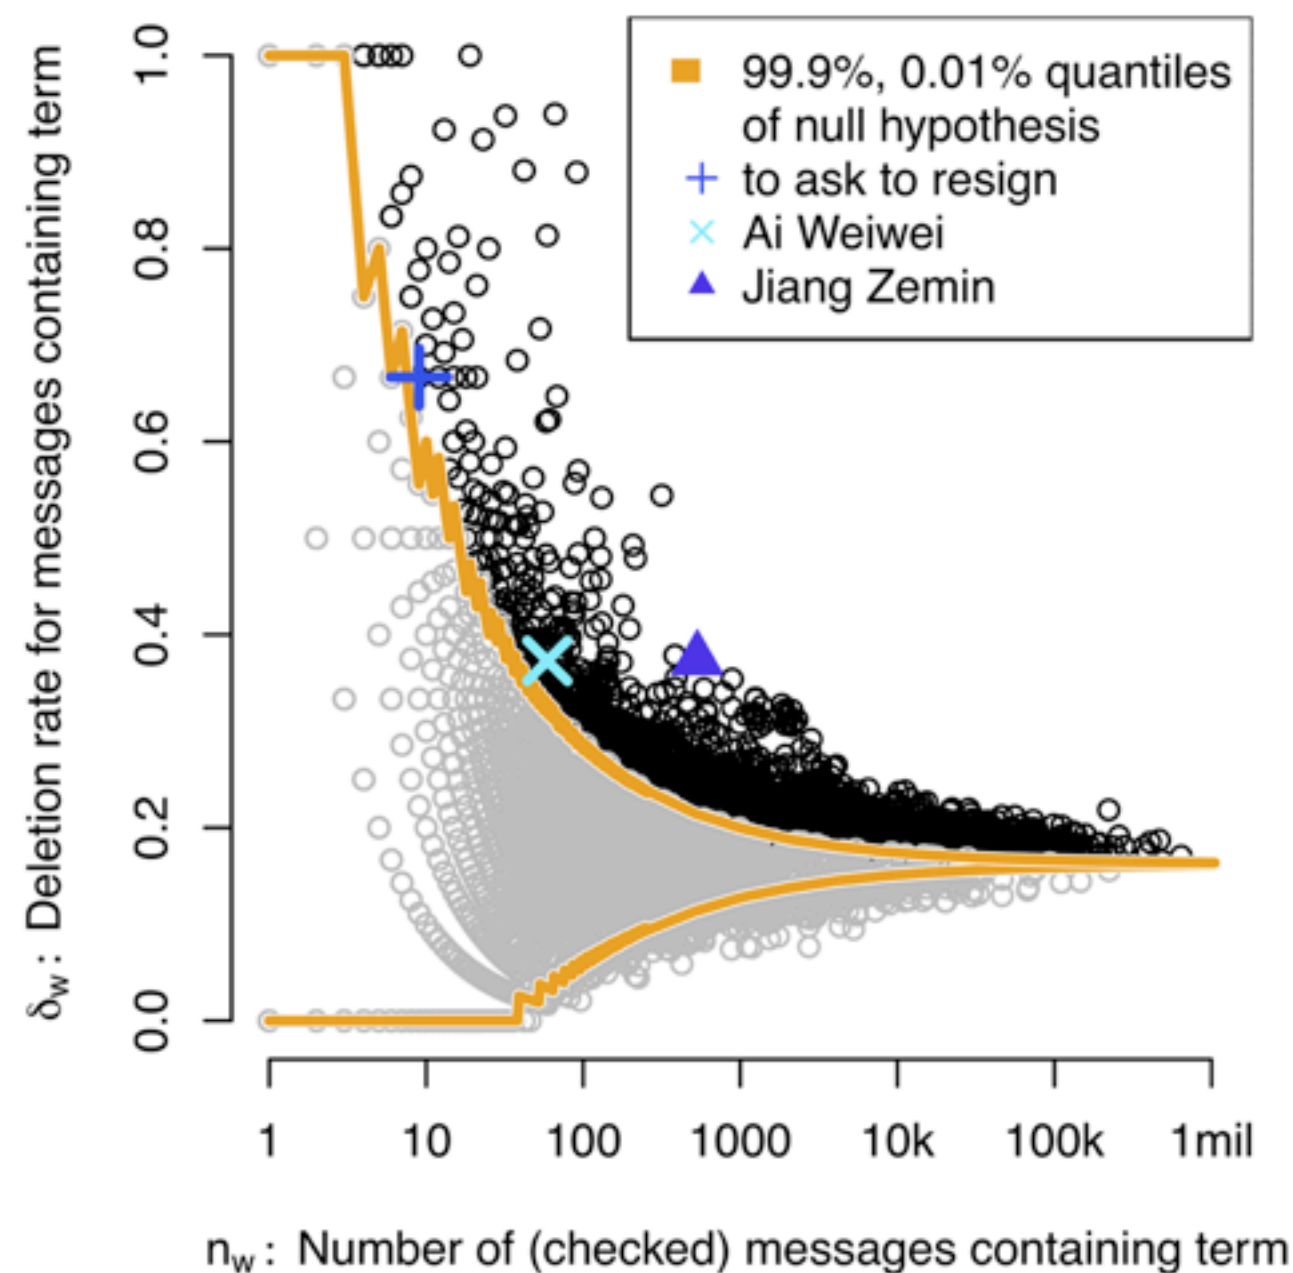 99.9%, 0.01% quantiles
of null hypothesis
to ask to resign
Ai Weiwei
Jiang Zemin
δw : Deletion rate for messages containing term
1.0
0.8
0.6
0.4
0.2
0.0
1 10 100 1000 10k 100k 1mil
nw : Number of (checked) messages containing term